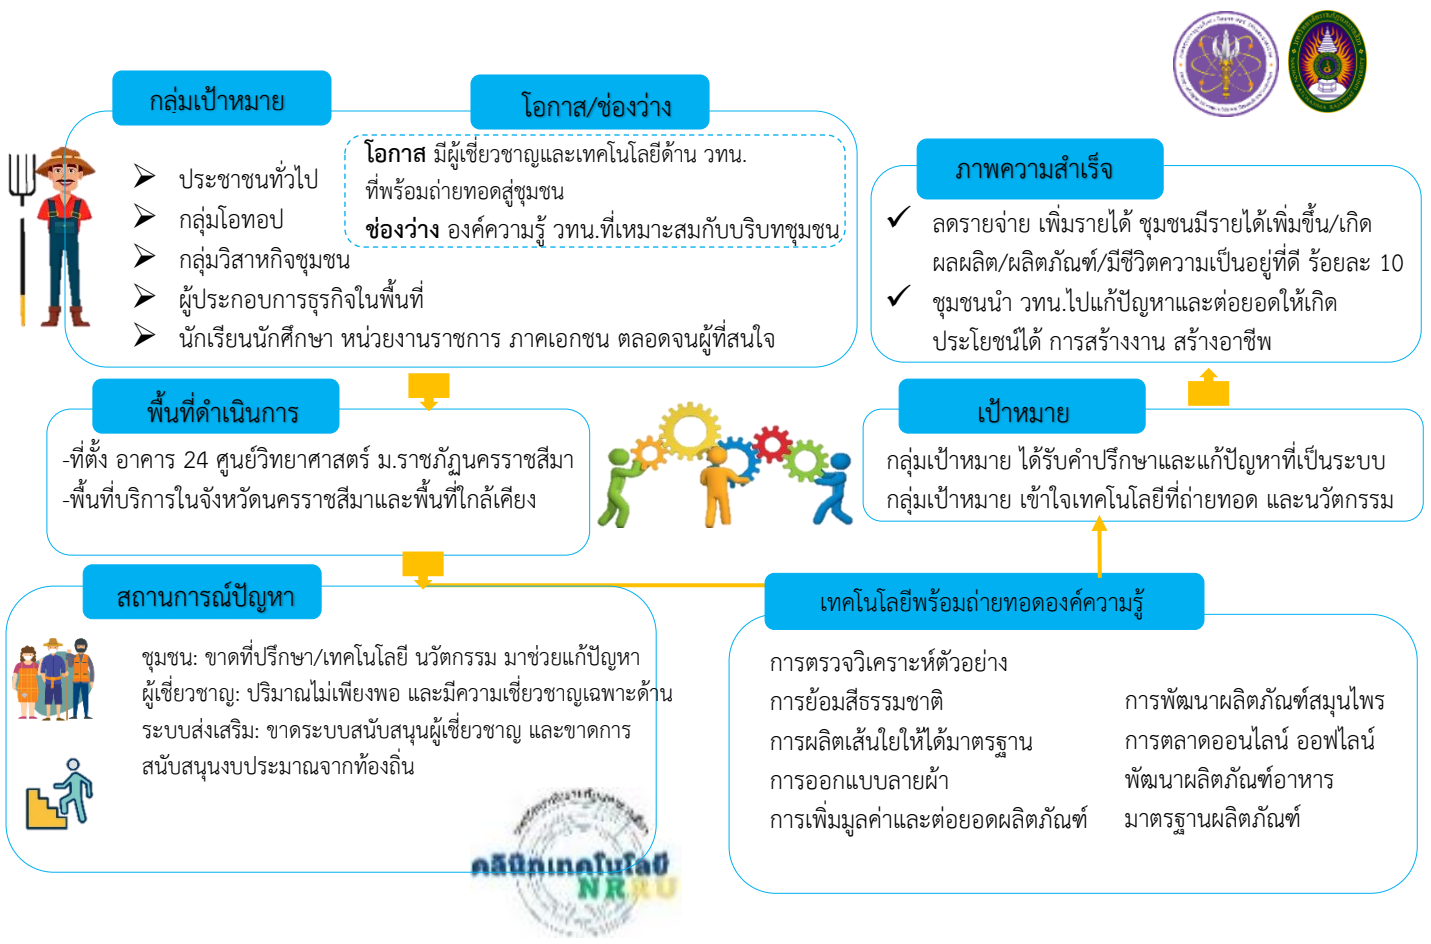 กลุ่มเป้าหมาย
ประชาชนทั่วไป
กลุ่มโอทอป
กลุ่มวิสาหกิจชุมชน
ผู้ประกอบการธุรกิจในพื้นที่
นักเรียนนักศึกษา หน่วยงานราชการ ภาคเอกชน ตลอดจนผู้ที่สนใจ
โอกาส/ช่องว่าง
โอกาส มีผู้เชี่ยวชาญและเทคโนโลยีด้าน วทน.
ที่พร้อมถ่ายทอดสู่ชุมชน
ช่องว่าง องค์ความรู้ วทน.ที่เหมาะสมกับบริบทชุมชน
ภาพความสำเร็จ
ลดรายจ่าย เพิ่มรายได้ ชุมชนมีรายได้เพิ่มขึ้น/เกิด
ผลผลิต/ผลิตภัณฑ์/มีชีวิตความเป็นอยู่ที่ดี ร้อยละ 10
ชุมชนนำ วทน.ไปแก้ปัญหาและต่อยอดให้เกิด
ประโยชน์ได้ การสร้างงาน สร้างอาชีพ
พื้นที่ดำเนินการ
-ที่ตั้ง อาคาร 24 ศูนย์วิทยาศาสตร์ ม.ราชภัฏนครราชสีมา
-พื้นที่บริการในจังหวัดนครราชสีมาและพื้นที่ใกล้เคียง
เป้าหมาย
กลุ่มเป้าหมาย ได้รับคำปรึกษาและแก้ปัญหาที่เป็นระบบ
กลุ่มเป้าหมาย เข้าใจเทคโนโลยีที่ถ่ายทอด และนวัตกรรม
สถานการณ์ปัญหา
ชุมชน: ขาดที่ปรึกษา/เทคโนโลยี นวัตกรรม มาช่วยแก้ปัญหา
ผู้เชี่ยวชาญ: ปริมาณไม่เพียงพอ และมีความเชี่ยวชาญเฉพาะด้าน
ระบบส่งเสริม: ขาดระบบสนับสนุนผู้เชี่ยวชาญ และขาดการ
สนับสนุนงบประมาณจากท้องถิ่น
เทคโนโลยีพร้อมถ่ายทอดองค์ความรู้
การตรวจวิเคราะห์ตัวอย่าง
การย้อมสีธรรมชาติ
การผลิตเส้นใยให้ได้มาตรฐาน
การออกแบบลายผ้า
การเพิ่มมูลค่าและต่อยอดผลิตภัณฑ์
การพัฒนาผลิตภัณฑ์สมุนไพร
การตลาดออนไลน์ ออฟไลน์
พัฒนาผลิตภัณฑ์อาหาร
มาตรฐานผลิตภัณฑ์
คลินิกเทคโนโลยี
NRRU